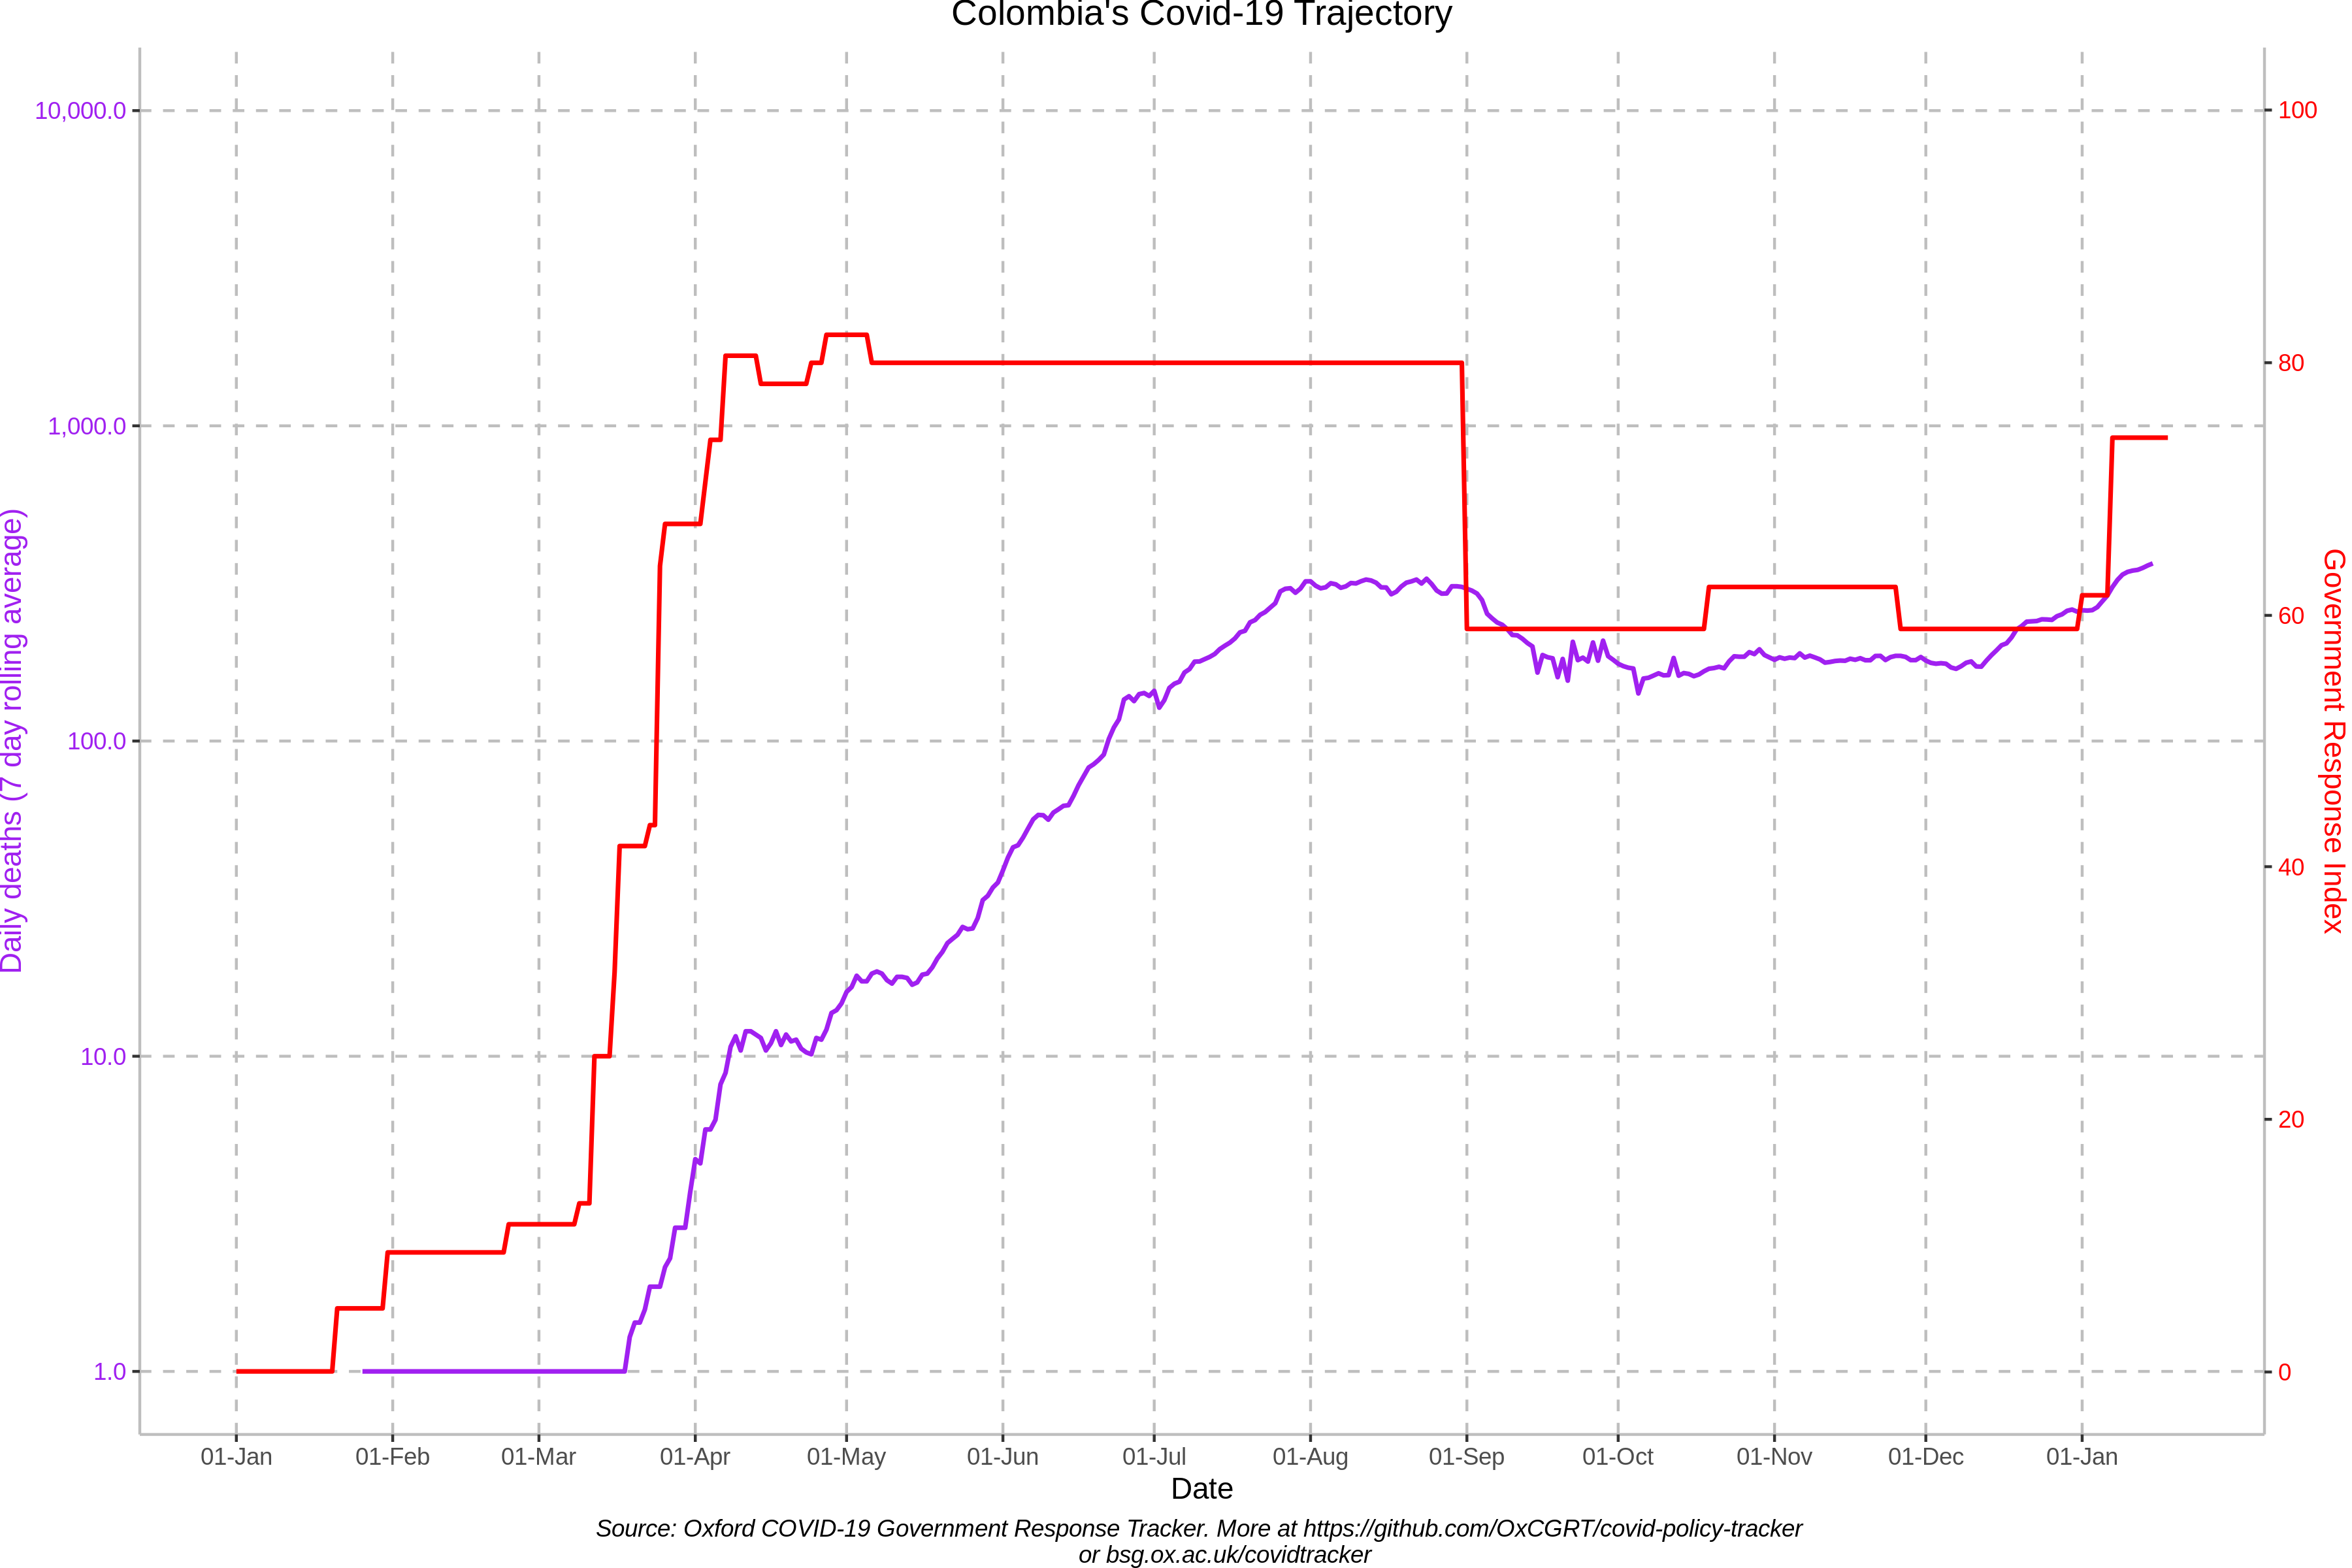 Colombia's Covid-19 Trajectory
10,000.0
1,000.0
100.0
10.0
1.0
Daily deaths (7 day rolling average)
100
80
60
40
20
0
Government Response Index
01-Jan
01-Feb
01-Mar
01-Apr
01-May
01-Jun
01-Jul
01-Aug
01-Sep
01-Oct
01-Nov
01-Dec
01-Jan
Date
Source: Oxford COVID-19 Government Response Tracker. More at https://github.com/OxCGRT/covid-policy-tracker
or bsg.ox.ac.uk/covidtracker